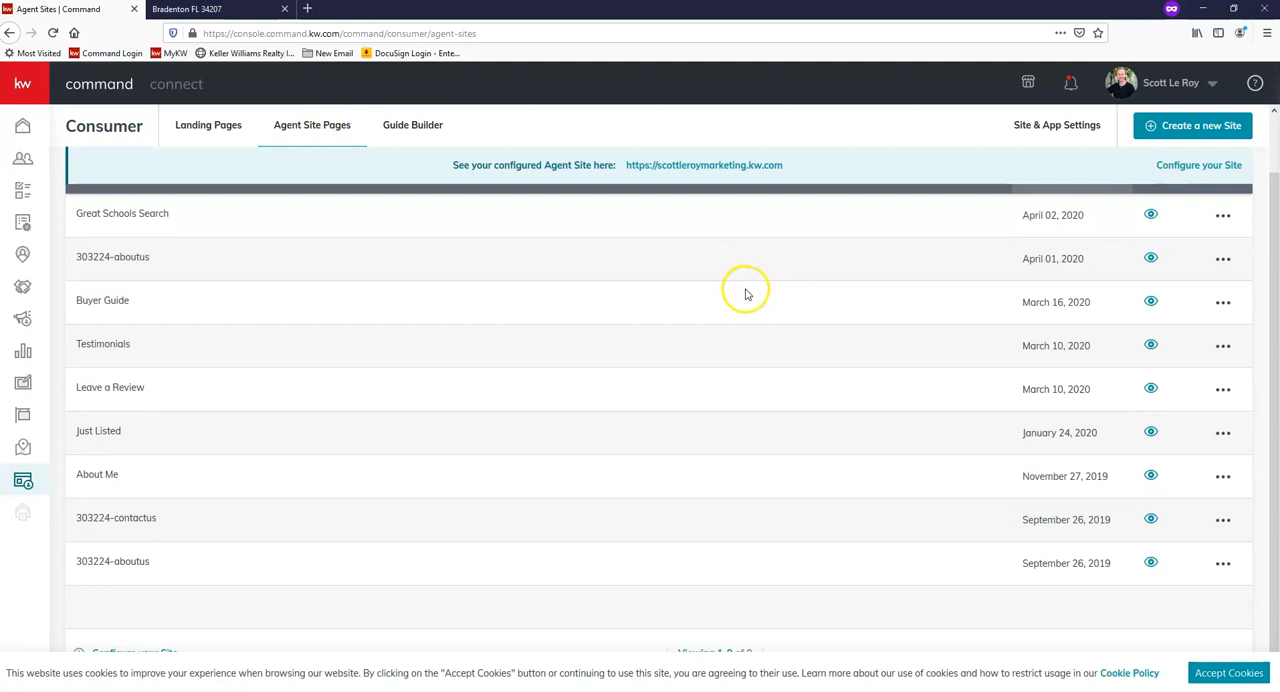 Agent Sites | Command
Bradenton FL 34207
https://console.command.kw.com/command/consumer/agent-sites
Most Visited
Command Login
MyKW
Keller Williams Realty I...
New Email
DocuSign Login - Ente...
kw
command
connect
Scott Le Roy
Consumer
Landing Pages
Agent Site Pages
Guide Builder
Site & App Settings
Create a new Site
See your configured Agent Site here: https://scottleroymarketing.kw.com
Configure your Site
Great Schools Search April 02, 2020
303224-aboutus April 01, 2020
Buyer Guide March 16, 2020
Testimonials March 10, 2020
Leave a Review March 10, 2020
Just Listed January 24, 2020
About Me November 27, 2019
303224-contactus September 26, 2019
303224-aboutus September 26, 2019
Configure your Site
Viewing 1-9 of 9
This website uses cookies to improve your experience when browsing our website. By clicking on the "Accept Cookies" button or continuing to use this site, you are agreeing to their use. Learn more about our use of cookies and how to restrict usage in our Cookie Policy
Accept Cookies